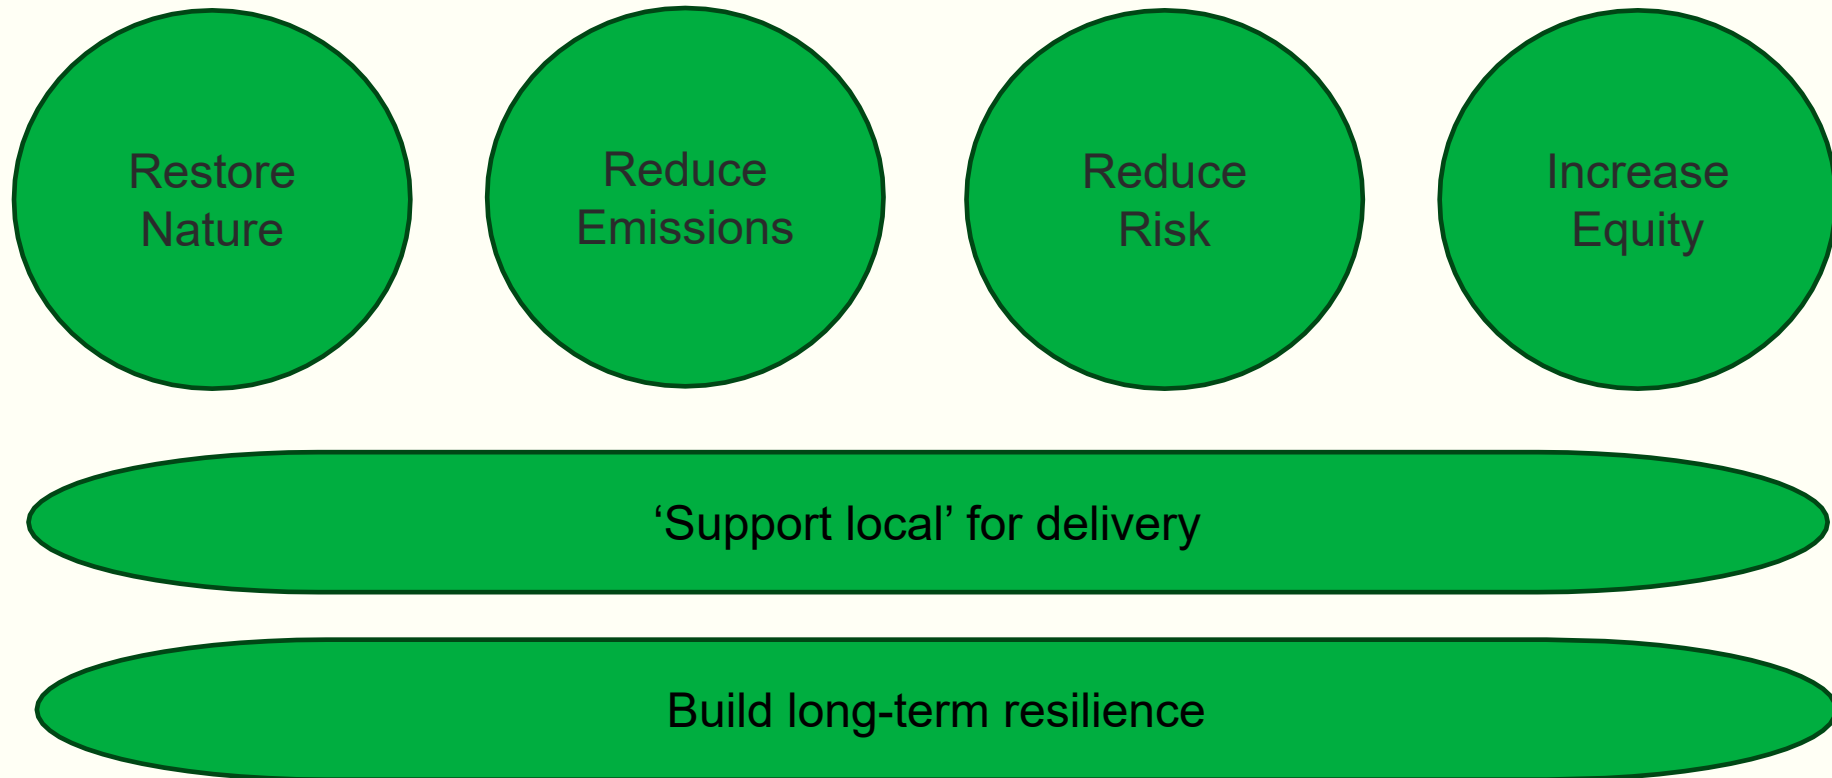 Restore
Nature
Reduce
Emissions
Reduce
Risk
Increase
Equity
‘Support local’ for delivery
Build long-term resilience